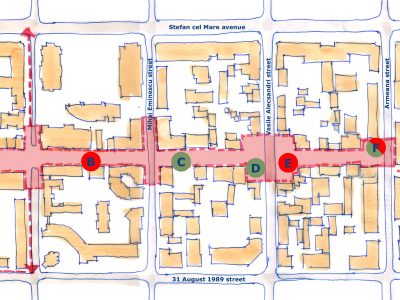 Stefan cel Mare avenue
Mihai Eminescu street
Vasile Alecsandri street
Armeana street
B
C
D
E
F
31 August 1989 street